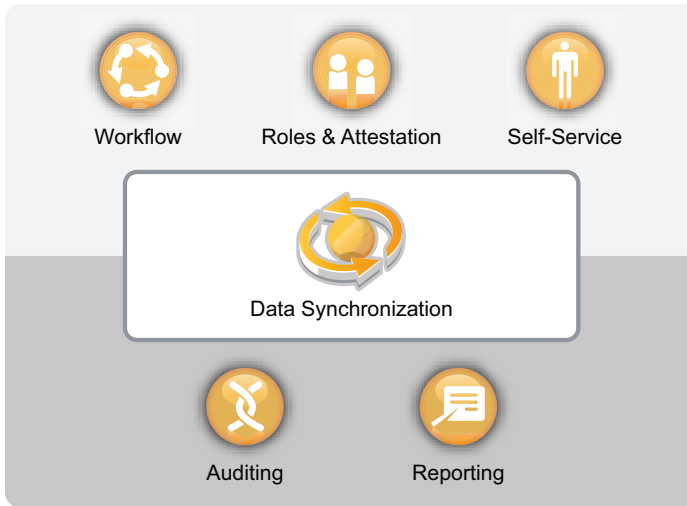 Workflow
Roles & Attestation
Self-Service
Data Synchronization
Auditing
Reporting